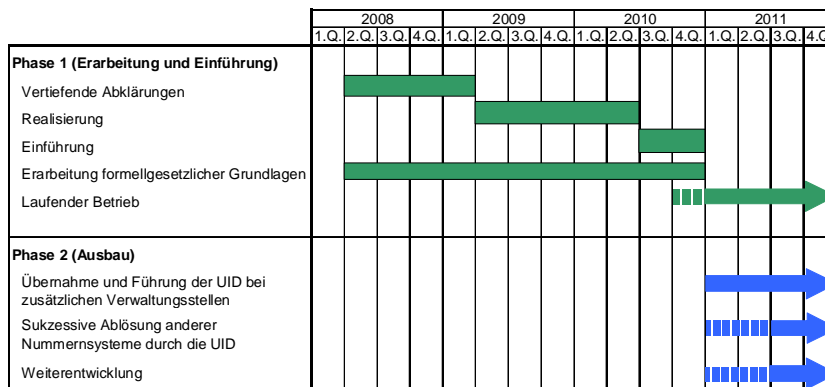 2008 2009 2010 2011
1.Q. 2.Q. 3.Q. 4.Q. 1.Q. 2.Q. 3.Q. 4.Q. 1.Q. 2.Q. 3.Q. 4.Q. 1.Q. 2.Q. 3.Q. 4.Q.
Phase 1 (Erarbeitung und Einführung)
Vertiefende Abklärungen
Realisierung
Einführung
Erarbeitung formellgesetzlicher Grundlagen
Laufender Betrieb
Phase 2 (Ausbau)
Übernahme und Führung der UID bei
zusätzlichen Verwaltungsstellen
Sukzessive Ablösung anderer
Nummernsysteme durch die UID
Weiterentwicklung